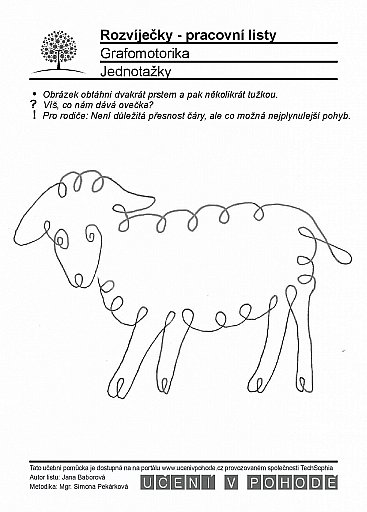 Rozvíječky - pracovní listy
Grafomotorika
Jednotažky
• Obrázek obtáhni dvakrát prstem a pak několikrát tužkou.
? Víš, co nám dává ovečka?
! Pro rodiče: Není důležitá přesnost čáry, ale co možná nejplynulejší pohyb.
Tato učební pomůcka je dostupná na na portálu www.ucenivpohode.cz provozovaném společností TechSophia
Autor listu: Jana Baborová
Metodika: Mgr. Simona Pekárková
UČENÍ V POHODĚ